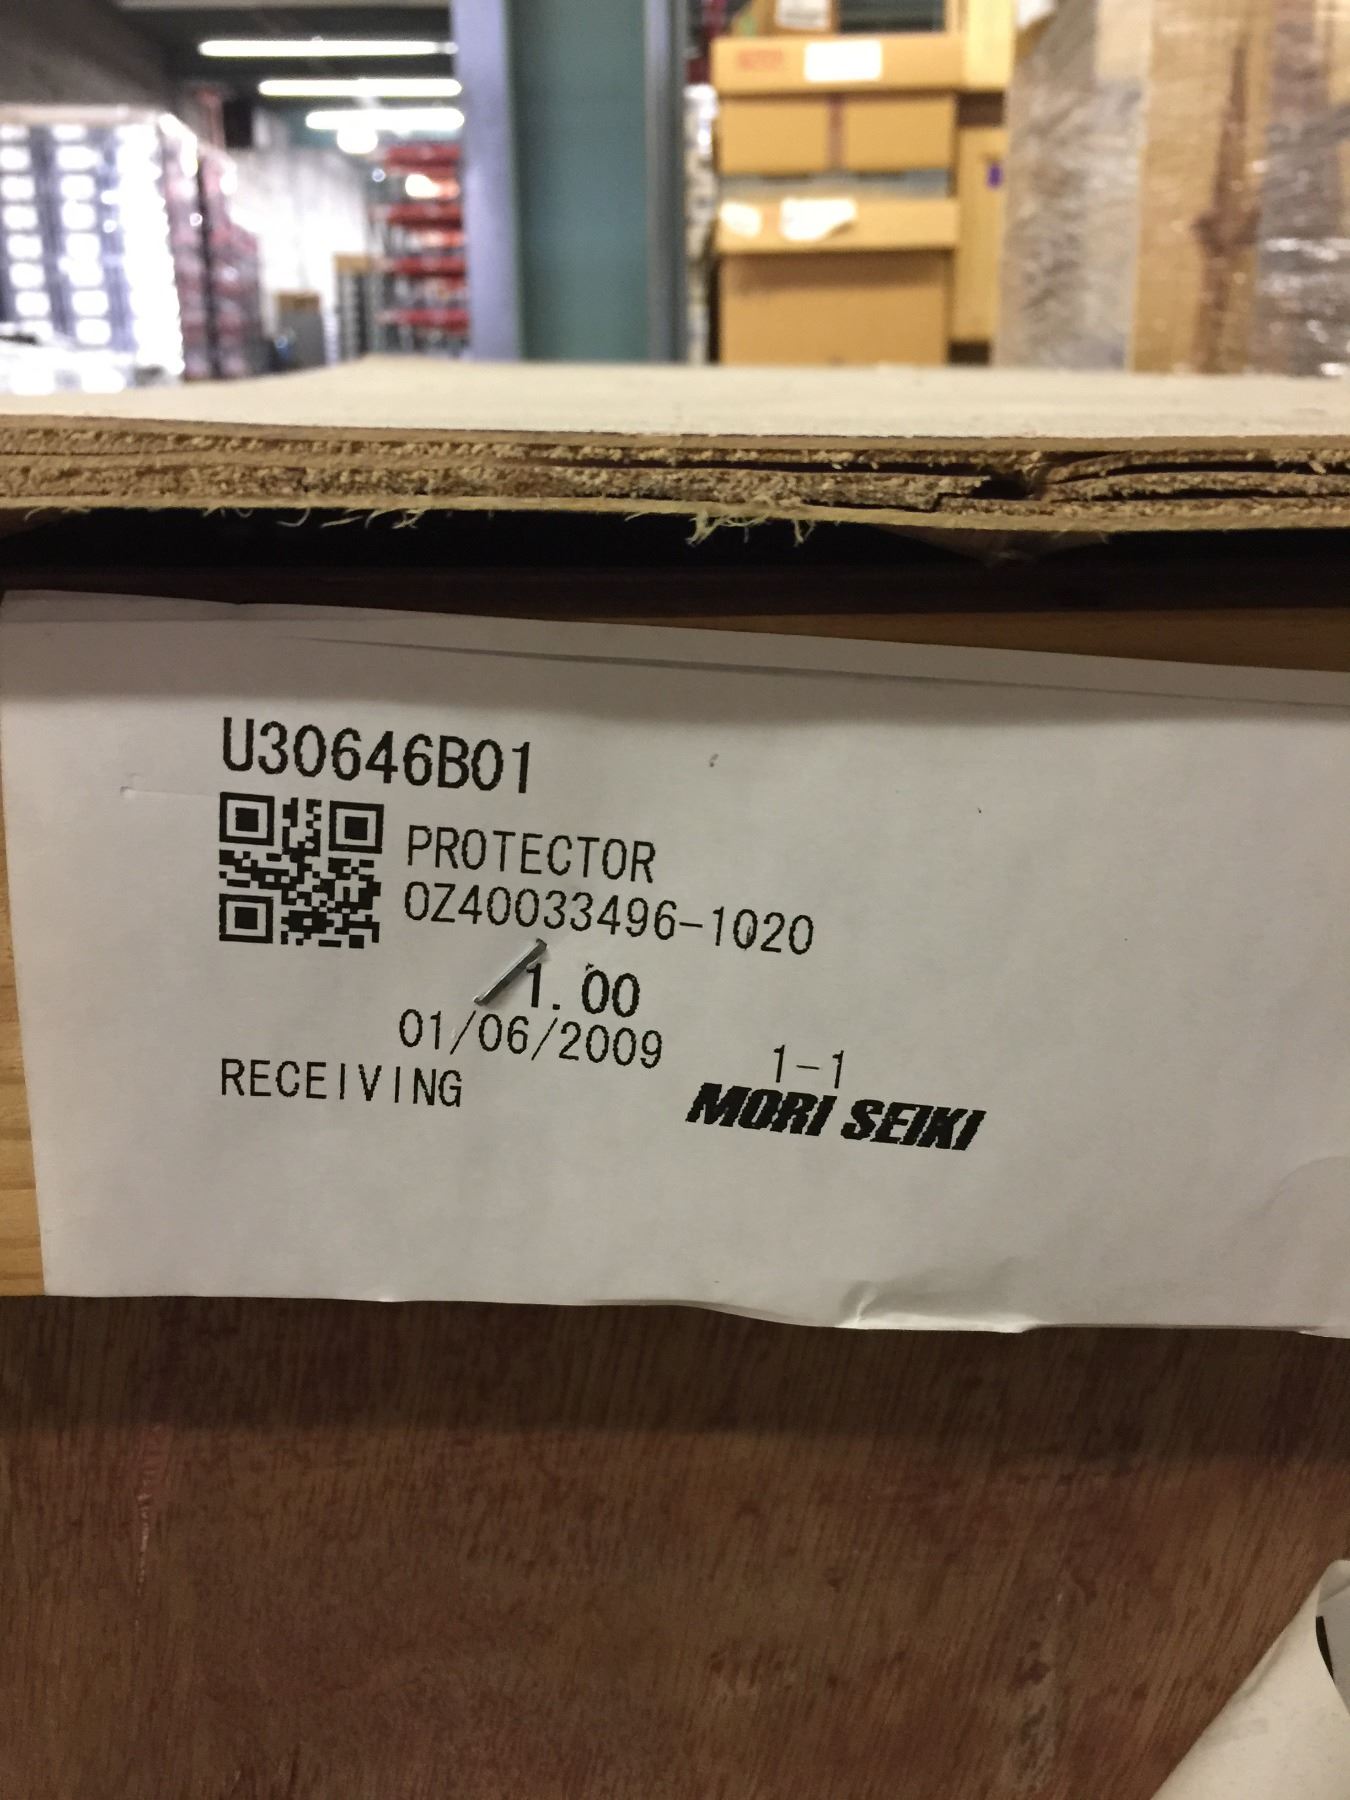 U30646B01
PROTECTOR
0Z40033496-1020
1.00
01/06/2009
1-1
RECEIVING
MORI SEIKI